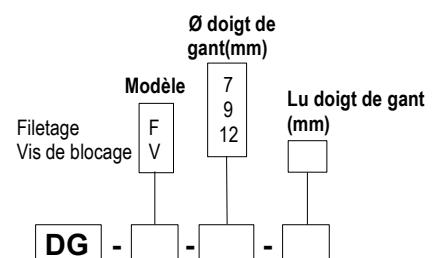 Ø doigt de
gant(mm)
Modèle
7
9
12
Lu doigt de gant
(mm)
Filetage F
Vis de blocage V
DG - - -